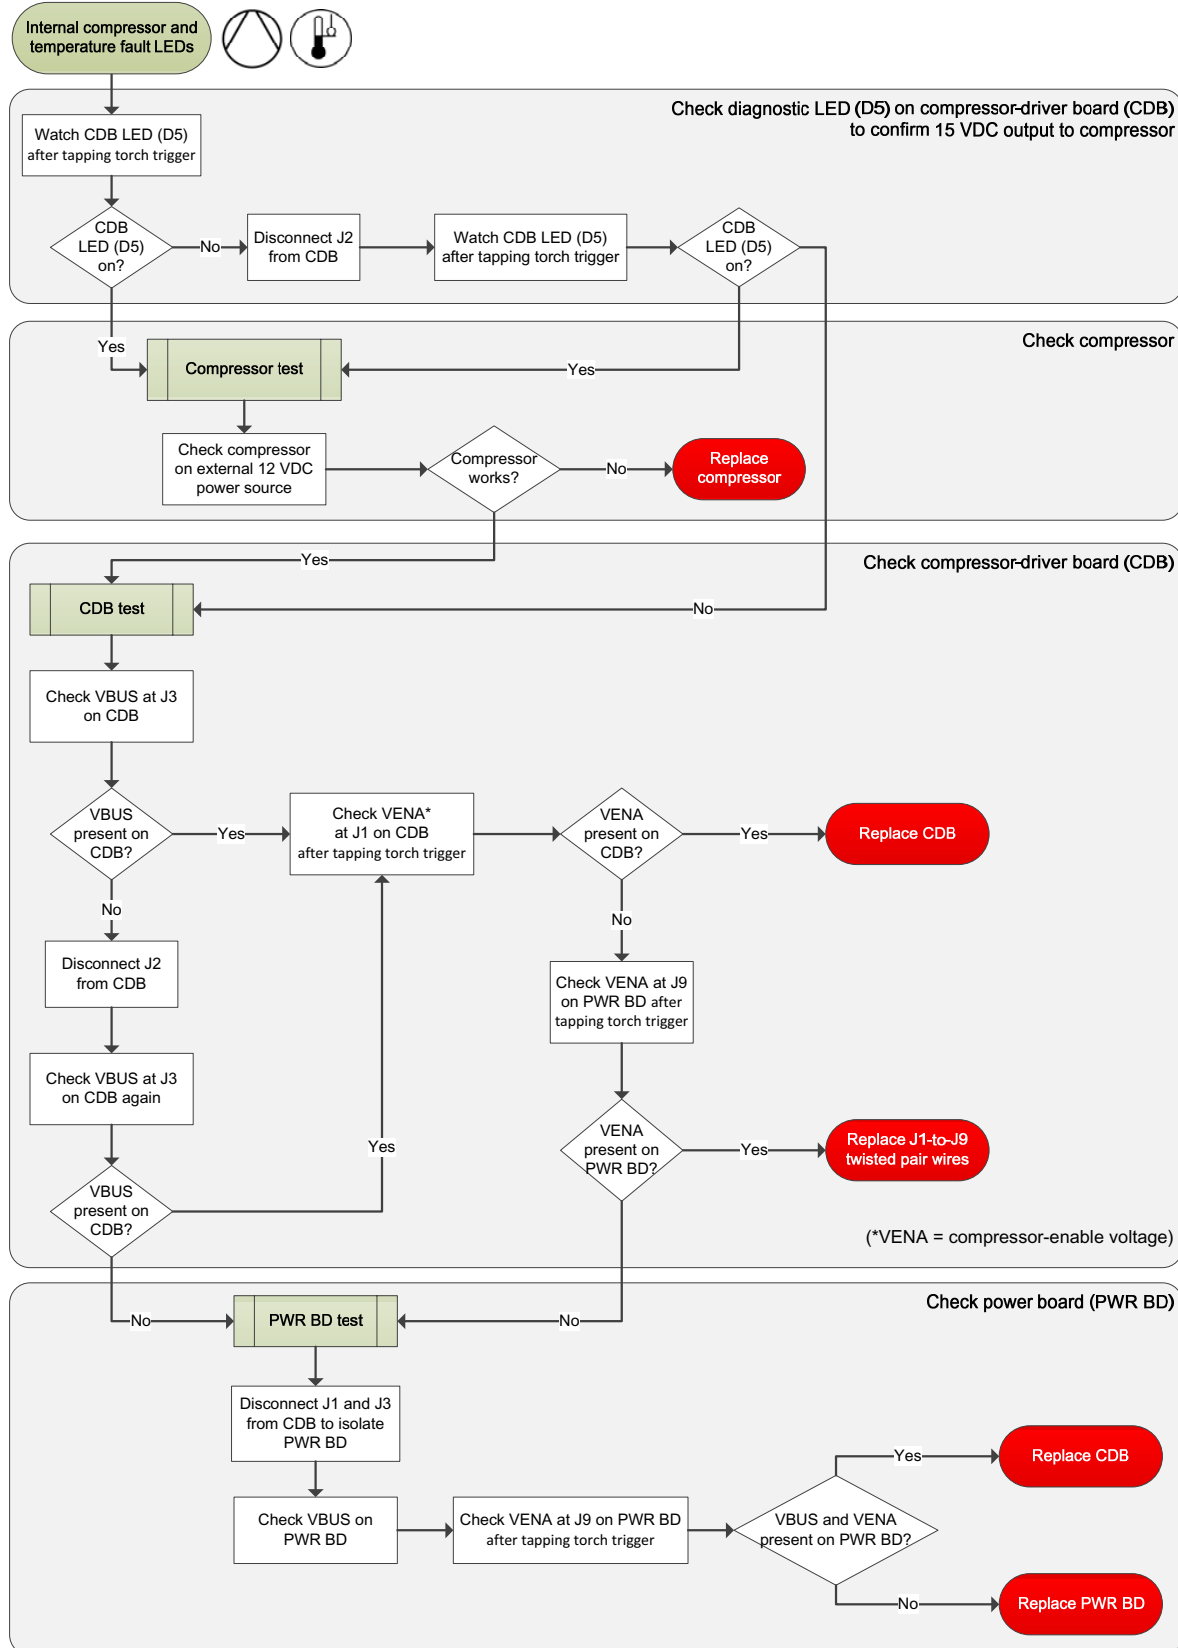 Internal compressor and
temperature fault LEDs
Check diagnostic LED (D5) on compressor-driver board (CDB)
to confirm 15 VDC output to compressor
Watch CDB LED (D5)
after tapping torch trigger
CDB
LED (D5)
on?
No
Disconnect J2
from CDB
Watch CDB LED (D5)
after tapping torch trigger
CDB
LED (D5)
on?
Yes
Check compressor
Compressor test
Yes
Check compressor
on external 12 VDC
power source
Compressor
works?
No
Replace
compressor
Yes
Check compressor-driver board (CDB)
CDB test
No
Check VBUS at J3
on CDB
VBUS
present on
CDB?
Yes
Check VENA*
at J1 on CDB
after tapping torch trigger
VENA
present on
CDB?
Yes
Replace CDB
No
No
Disconnect J2
from CDB
Check VENA at J9
on PWR BD after
tapping torch trigger
Check VBUS at J3
on CDB again
Yes
VENA
present on
PWR BD?
Yes
Replace J1-to-J9
twisted pair wires
VBUS
present on
CDB?
(*VENA = compressor-enable voltage)
Check power board (PWR BD)
No
PWR BD test
No
Disconnect J1 and J3
from CDB to isolate
PWR BD
Check VBUS on
PWR BD
Check VENA at J9 on PWR BD
after tapping torch trigger
VBUS and VENA
present on PWR BD?
Yes
Replace CDB
No
Replace PWR BD